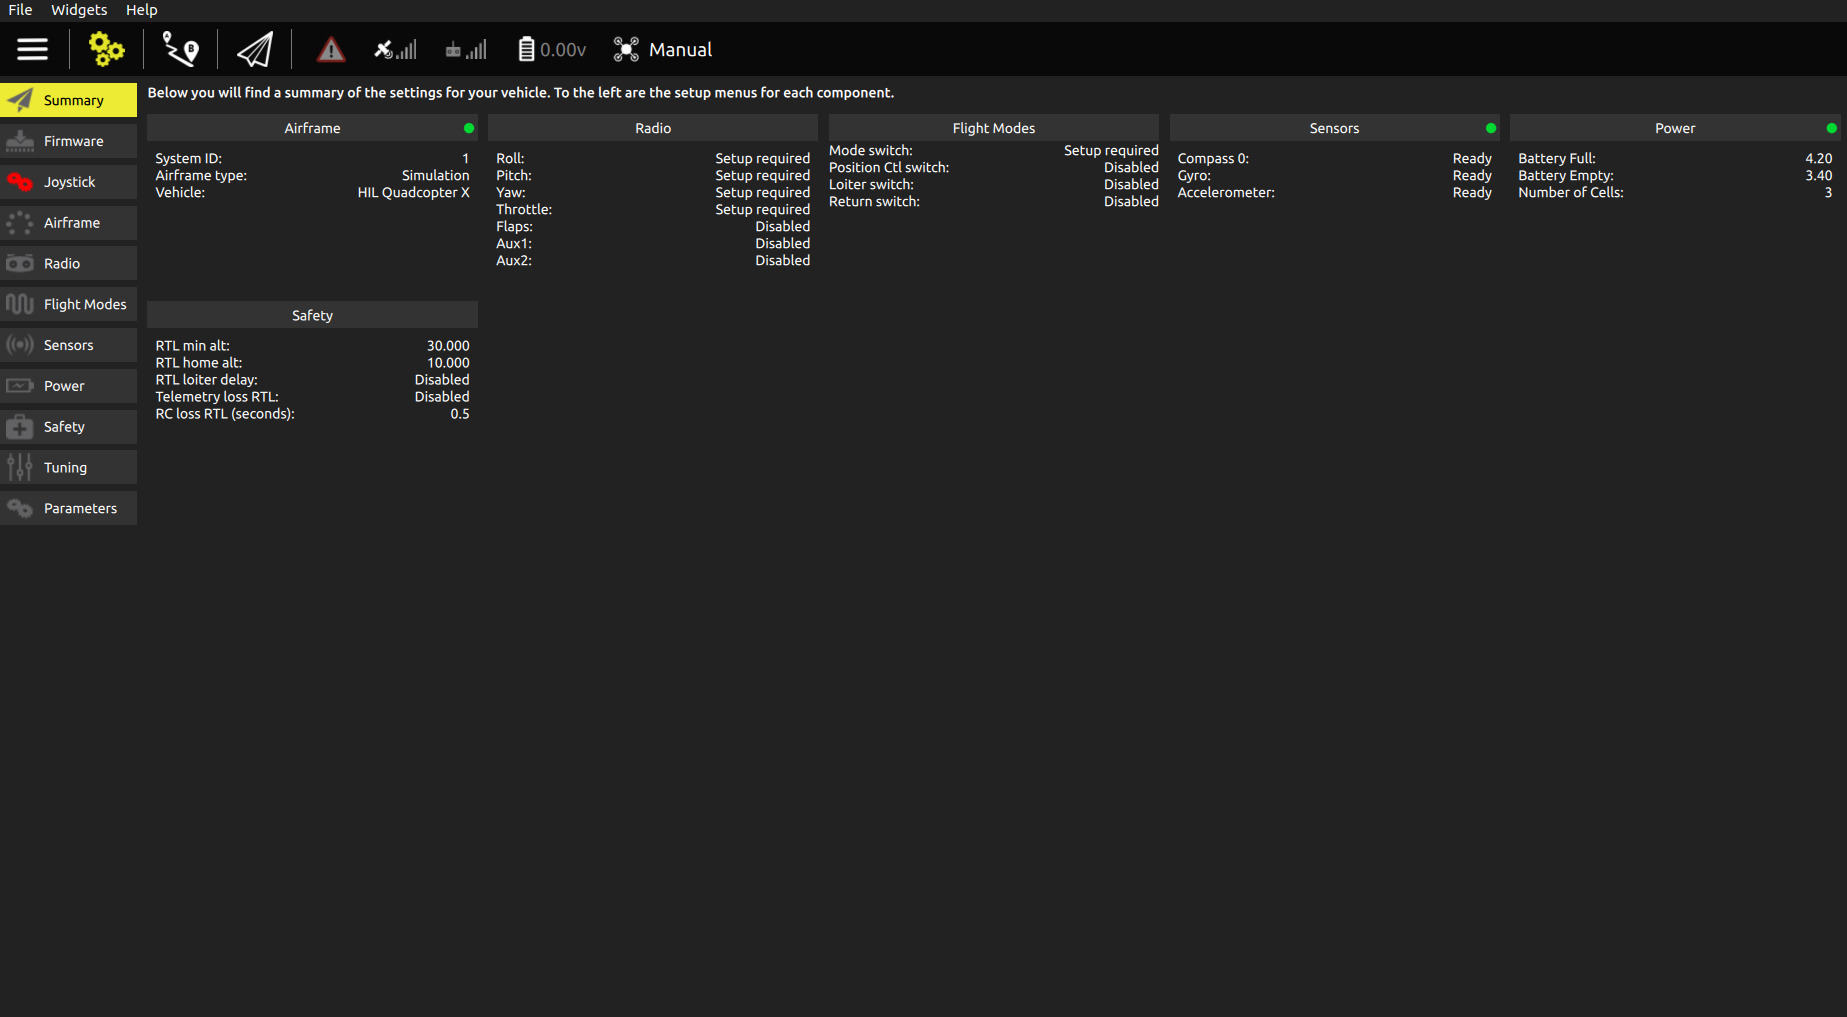 File Widgets Help
0.00v Manual
Summary
Firmware
Joystick
Airframe
Radio
Flight Modes
Sensors
Power
Safety
Tuning
Parameters
Below you will find a summary of the settings for your vehicle. To the left are the setup menus for each component.
Airframe
System ID: 1
Airframe type: Simulation
Vehicle: HIL Quadcopter X
Radio
Roll: Setup required
Pitch: Setup required
Yaw: Setup required
Throttle: Setup required
Flaps: Disabled
Aux1: Disabled
Aux2: Disabled
Flight Modes
Mode switch: Setup required
Position Ctl switch: Disabled
Loiter switch: Disabled
Return switch: Disabled
Sensors
Compass 0: Ready
Gyro: Ready
Accelerometer: Ready
Power
Battery Full: 4.20
Battery Empty: 3.40
Number of Cells: 3
Safety
RTL min alt: 30.000
RTL home alt: 10.000
RTL loiter delay: Disabled
Telemetry loss RTL: Disabled
RC loss RTL (seconds): 0.5